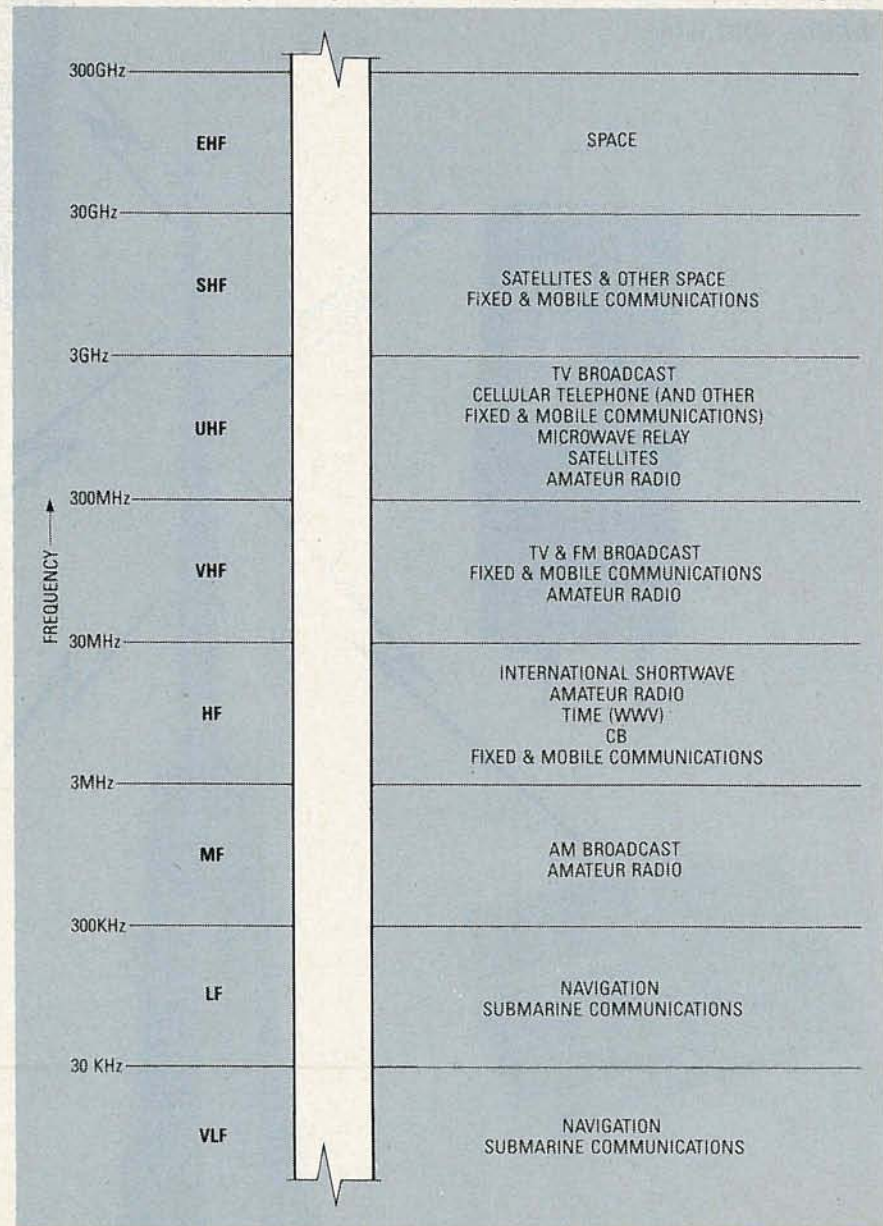 300GHz
EHF
SPACE
30GHz
SHF
SATELLITES & OTHER SPACE
FIXED & MOBILE COMMUNICATIONS
3GHz
UHF
TV BROADCAST
CELLULAR TELEPHONE (AND OTHER
FIXED & MOBILE COMMUNICATIONS)
MICROWAVE RELAY
SATELLITES
AMATEUR RADIO
300MHz
FREQUENCY
VHF
TV & FM BROADCAST
FIXED & MOBILE COMMUNICATIONS
AMATEUR RADIO
30MHz
HF
INTERNATIONAL SHORTWAVE
AMATEUR RADIO
TIME (WWV)
CB
FIXED & MOBILE COMMUNICATIONS
3MHz
MF
AM BROADCAST
AMATEUR RADIO
300KHz
LF
NAVIGATION
SUBMARINE COMMUNICATIONS
30 KHz
VLF
NAVIGATION
SUBMARINE COMMUNICATIONS